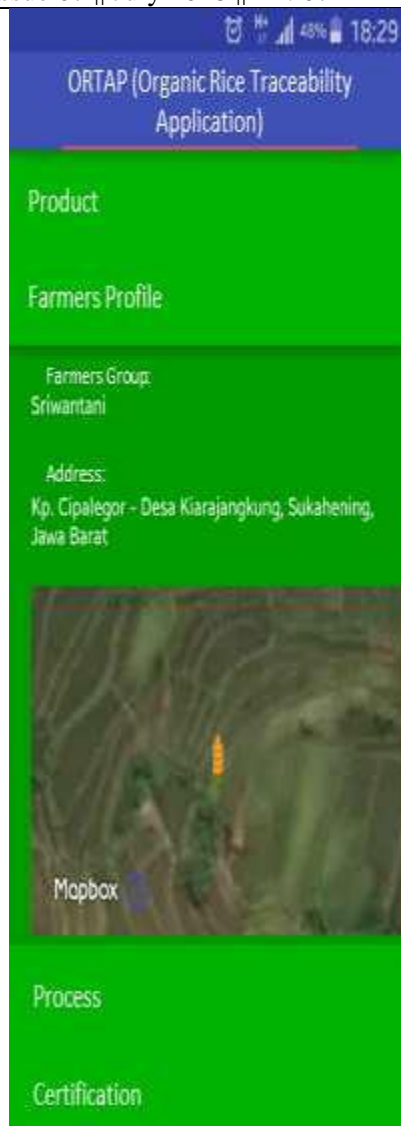 48% 18:29
ORTAP (Organic Rice Traceability
Application)
Product
Farmers Profile
Farmers Group:
Sriwantani
Address:
Kp. Cipalegor - Desa Kiarajangkung, Sukahening,
Jawa Barat
Mapbox
Process
Certification